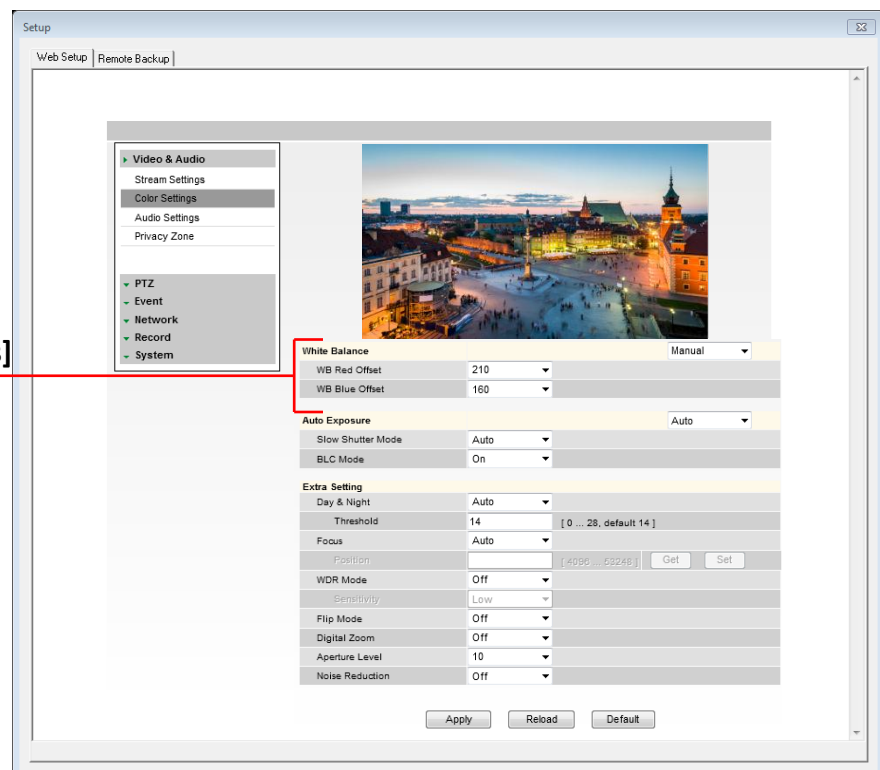 Setup
Web Setup Remote Backup
Video & Audio
Stream Settings
Color Settings
Audio Settings
Privacy Zone
PTZ
Event
Network
Record
System
]
White Balance Manual
WB Red Offset 210
WB Blue Offset 160
Auto Exposure Auto
Slow Shutter Mode Auto
BLC Mode On
Extra Setting
Day & Night Auto
Threshold 14 [ 0 ... 28, default 14 ]
Focus Auto
Position [ 4096 ... 53248 ] Get Set
WDR Mode Off
Sensitivity Low
Flip Mode Off
Digital Zoom Off
Aperture Level 10
Noise Reduction Off
Apply Reload Default